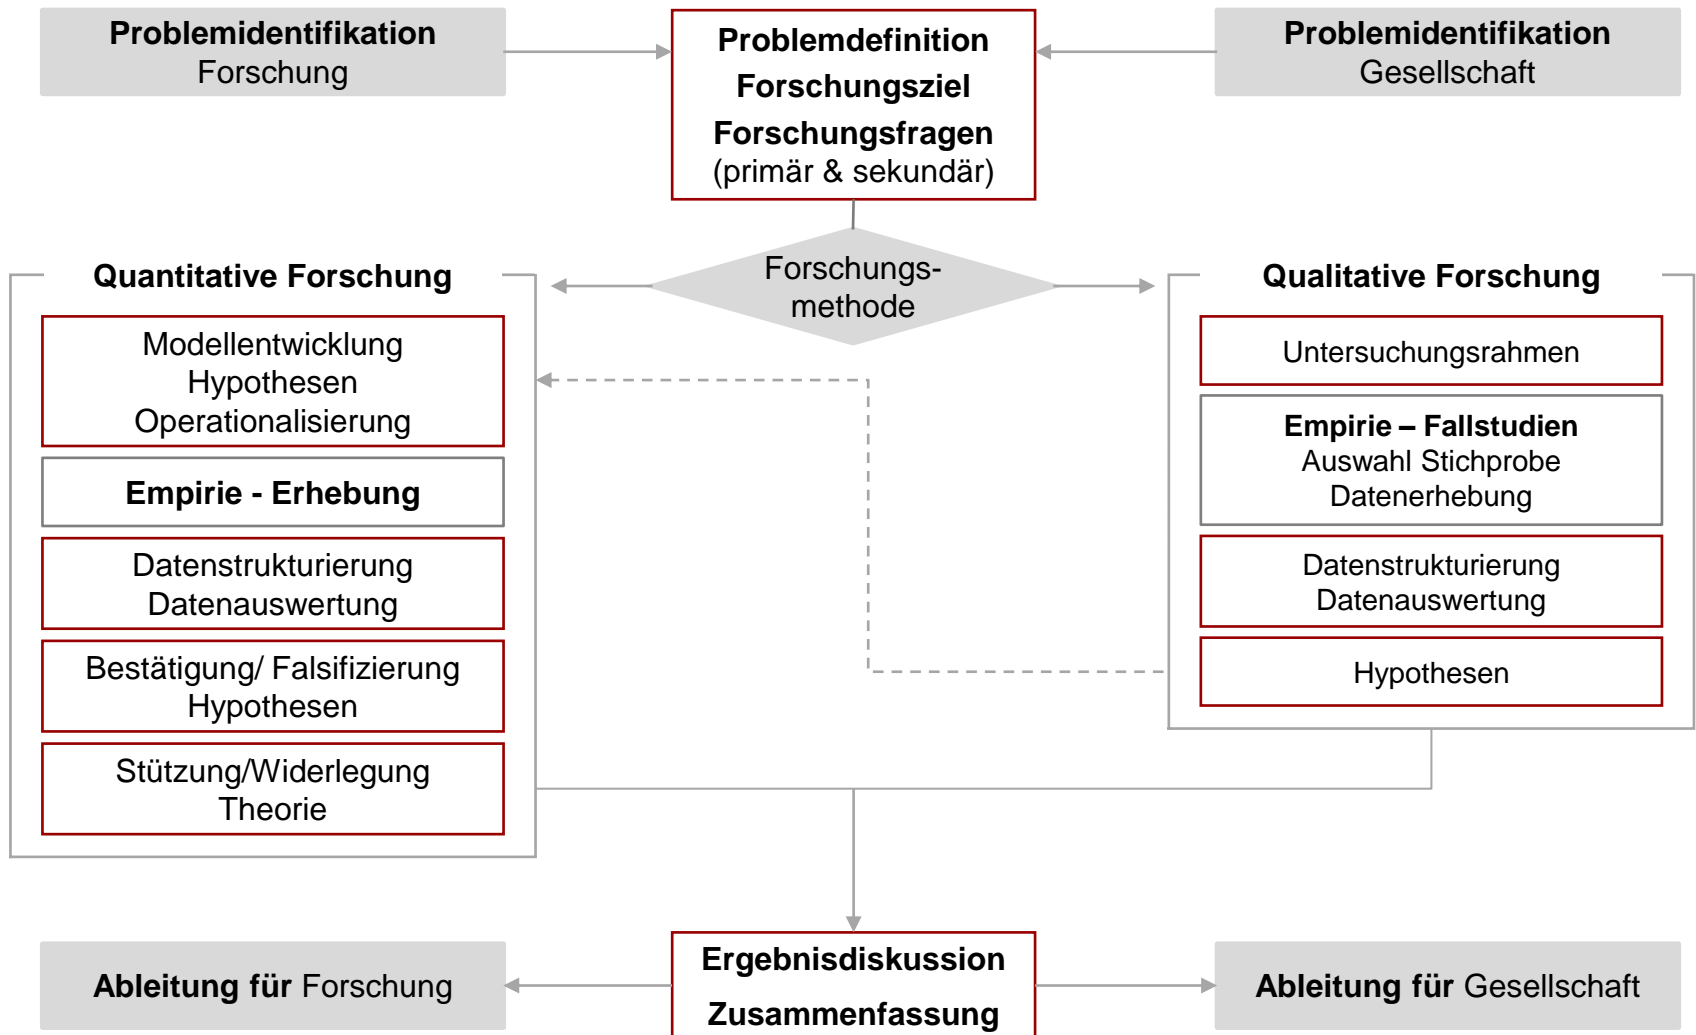 Problemidentifikation
Forschung
Problemdefinition
Forschungsziel
Forschungsfragen
(primär & sekundär)
Problemidentifikation
Gesellschaft
Forschungs-
methode
Quantitative Forschung
Modellentwicklung
Hypothesen
Operationalisierung
Empirie - Erhebung
Datenstrukturierung
Datenauswertung
Bestätigung/ Falsifizierung
Hypothesen
Stützung/Widerlegung
Theorie
Qualitative Forschung
Untersuchungsrahmen
Empirie – Fallstudien
Auswahl Stichprobe
Datenerhebung
Datenstrukturierung
Datenauswertung
Hypothesen
Ableitung für Forschung
Ergebnisdiskussion
Zusammenfassung
Ableitung für Gesellschaft